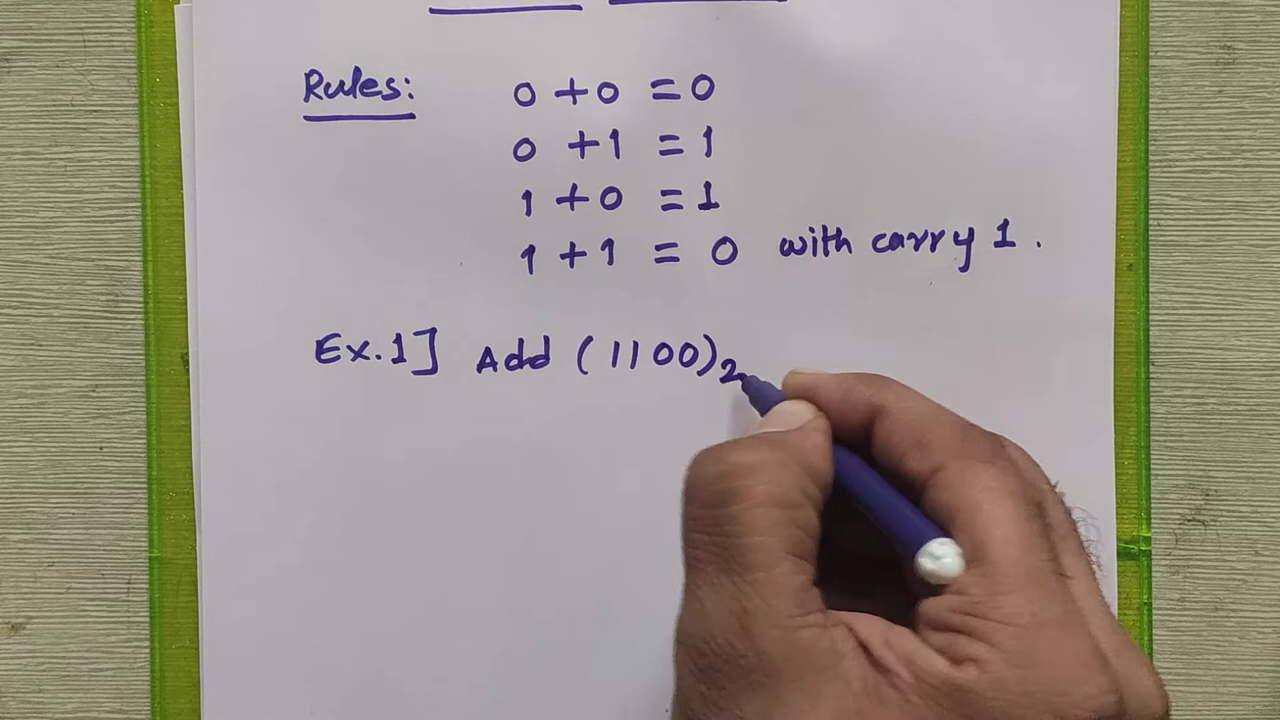 Rules: 0 + 0 = 0
0 + 1 = 1
1 + 0 = 1
1 + 1 = 0 with carry 1.
Ex.1] Add (1100)₂